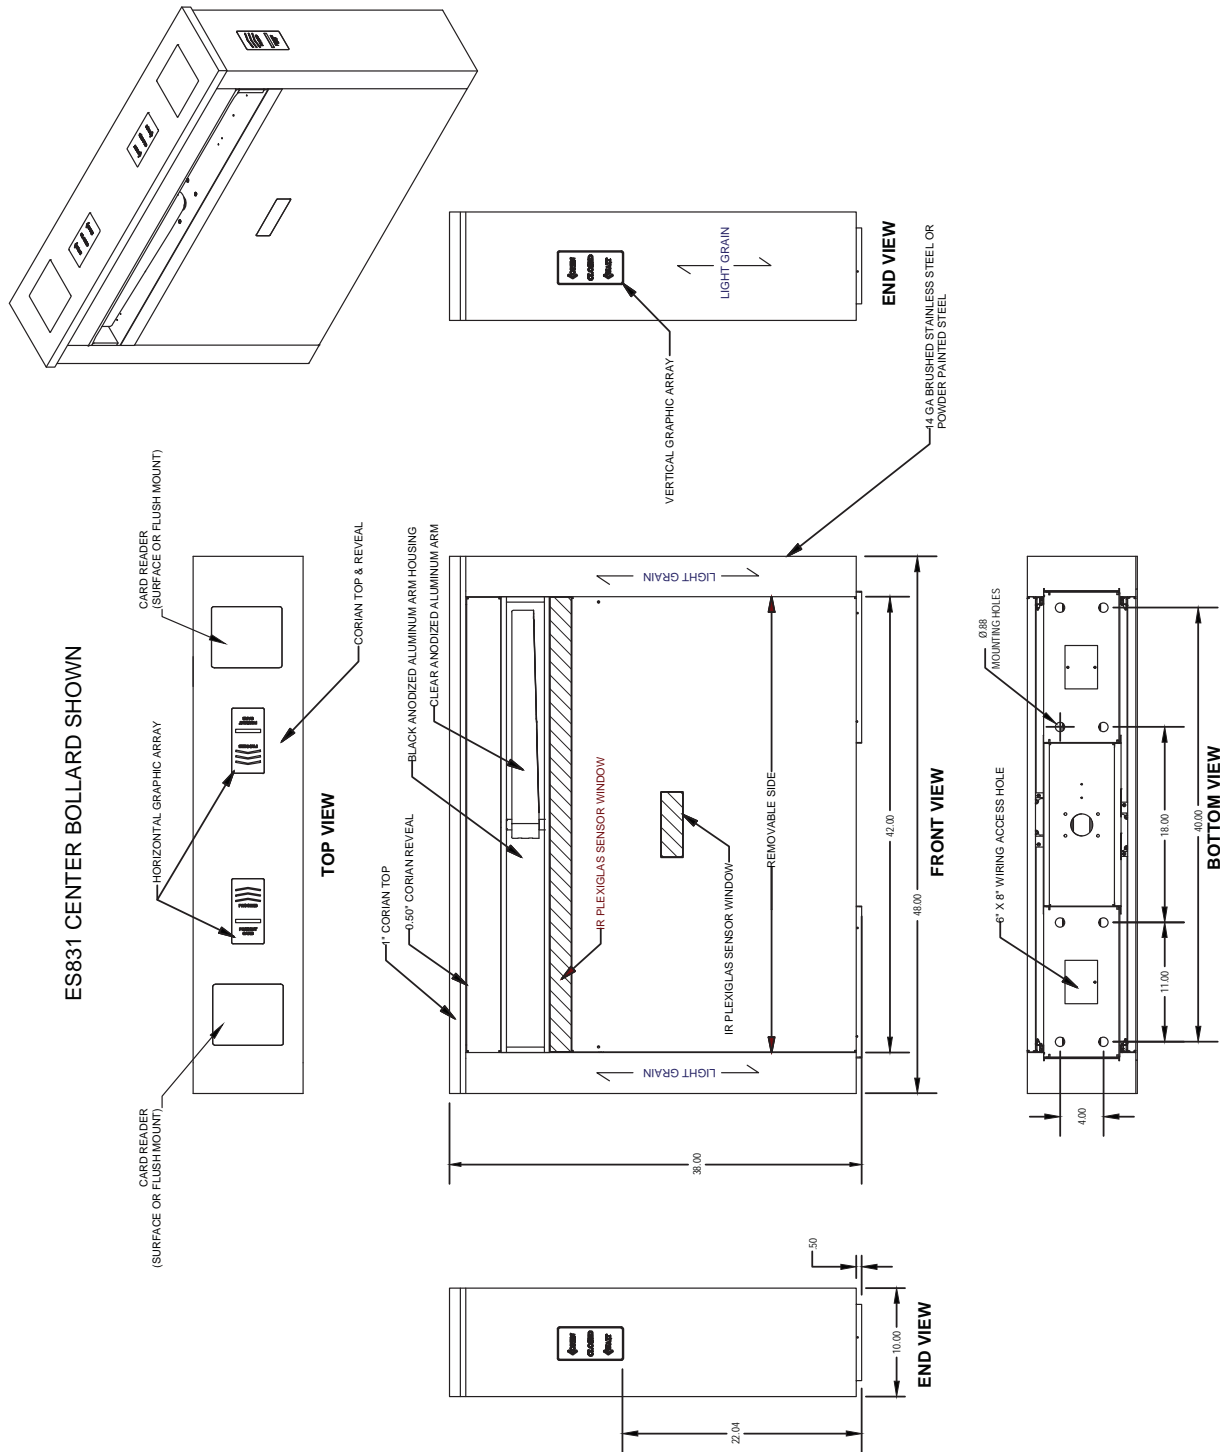 ES831 CENTER BOLLARD SHOWN
CARD READER
(SURFACE OR FLUSH MOUNT)
HORIZONTAL GRAPHIC ARRAY
CARD READER
(SURFACE OR FLUSH MOUNT)
CORIAN TOP & REVEAL
TOP VIEW
1" CORIAN TOP
0.50" CORIAN REVEAL
BLACK ANODIZED ALUMINUM ARM HOUSING
CLEAR ANODIZED ALUMINUM ARM
IR PLEXIGLAS SENSOR WINDOW
IR PLEXIGLAS SENSOR WINDOW
REMOVABLE SIDE
LIGHT GRAIN
LIGHT GRAIN
38.00
42.00
48.00
FRONT VIEW
14 GA BRUSHED STAINLESS STEEL OR
POWDER PAINTED STEEL
CLOSED
22.04
10.00
.50
END VIEW
CLOSED
VERTICAL GRAPHIC ARRAY
LIGHT GRAIN
END VIEW
6" X 8" WIRING ACCESS HOLE
Ø.88
MOUNTING HOLES
4.00
11.00
18.00
40.00
BOTTOM VIEW